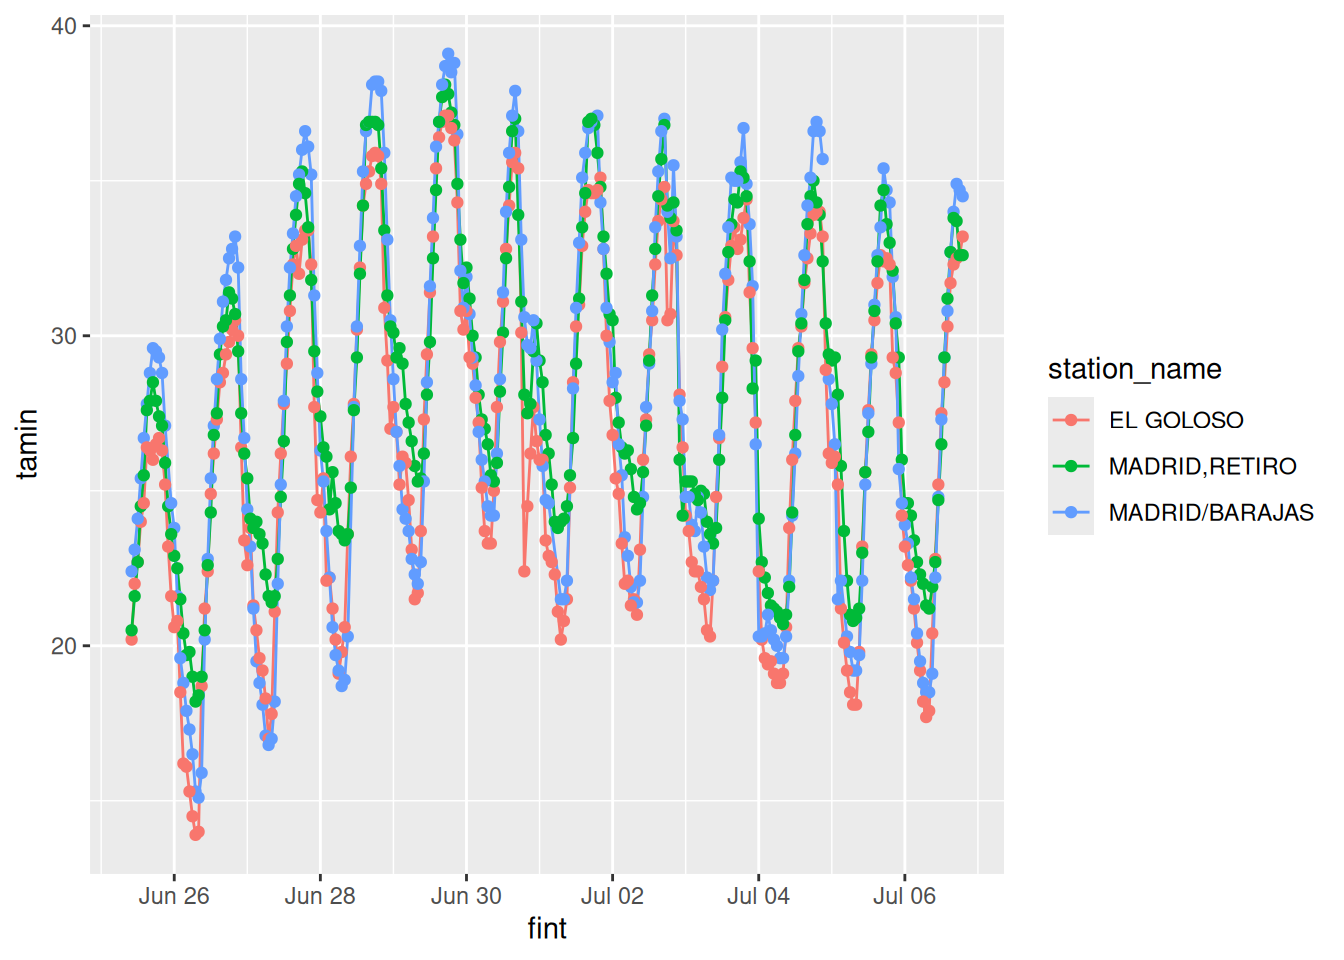 40
30
20
tamin
Jun 26
Jun 28
Jun 30
Jul 02
Jul 04
Jul 06
fint
station_name
EL GOLOSO
MADRID,RETIRO
MADRID/BARAJAS